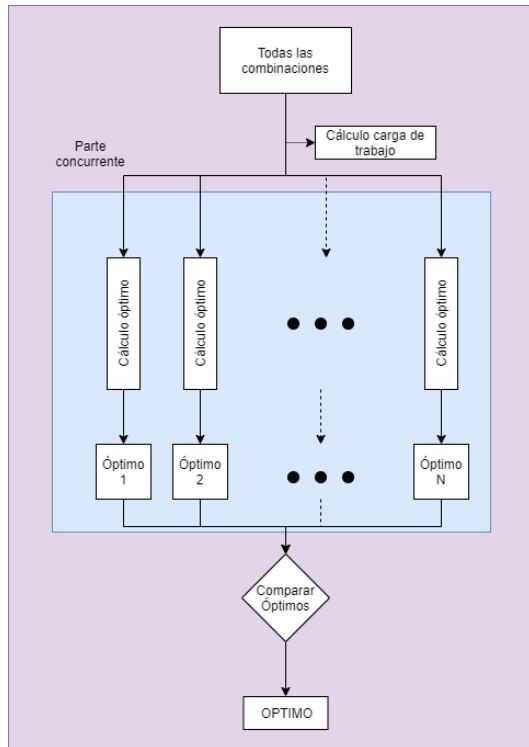 Todas las
combinaciones
Cálculo carga de
trabajo
Parte
concurrente
Cálculo óptimo
Cálculo óptimo
Cálculo óptimo
Óptimo
1
Óptimo
2
Óptimo
N
Comparar
Óptimos
OPTIMO